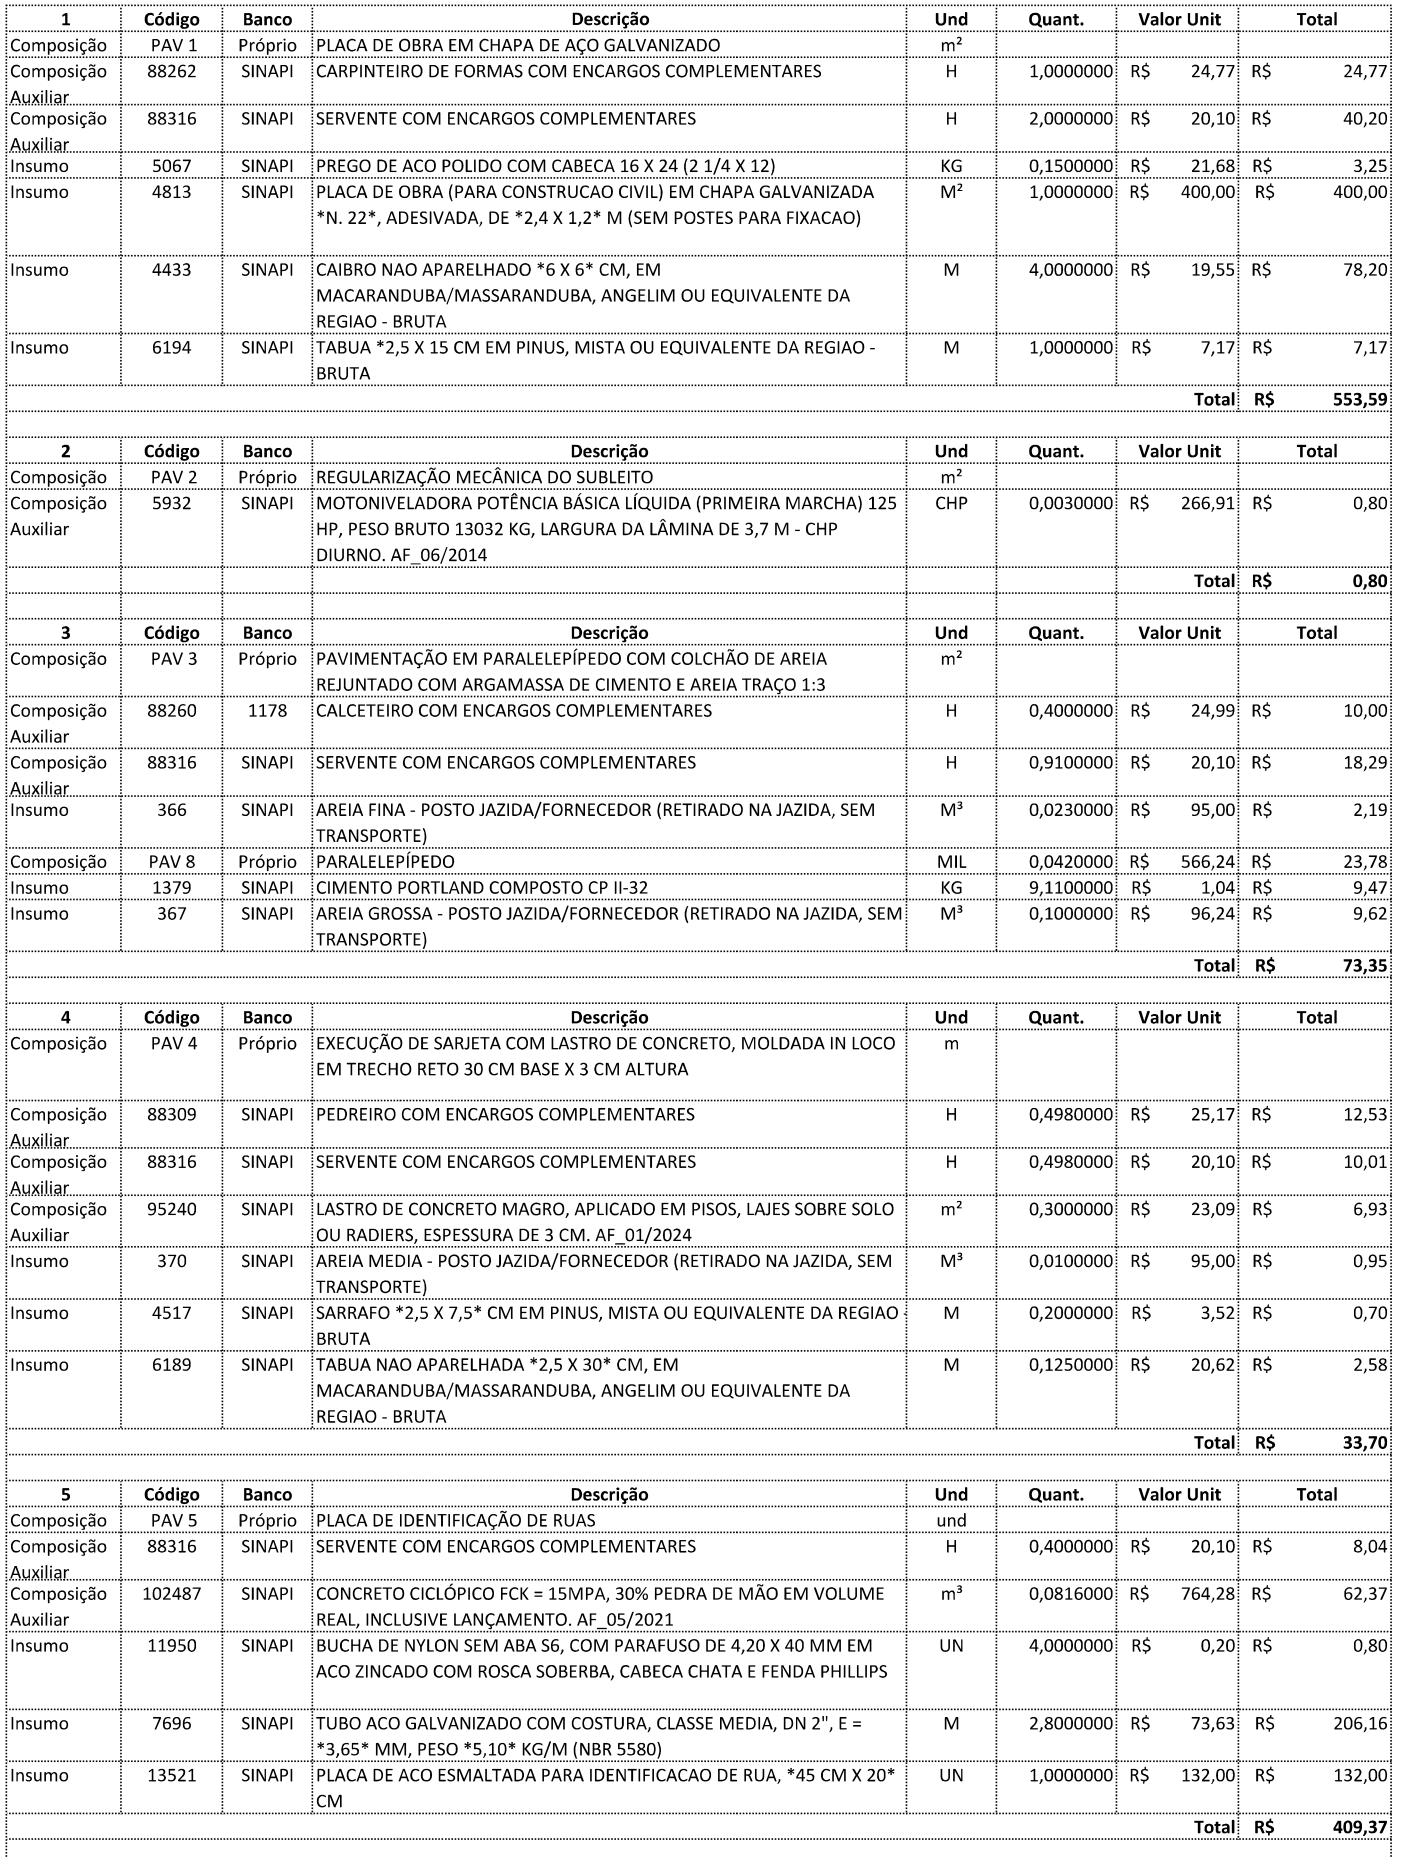 1 Código Banco Descrição Und Quant. Valor Unit Total
Composição PAV 1 Próprio PLACA DE OBRA EM CHAPA DE AÇO GALVANIZADO m²
Composição 88262 SINAPI CARPINTEIRO DE FORMAS COM ENCARGOS COMPLEMENTARES H 1,0000000 R$ 24,77 R$ 24,77
Auxiliar
Composição 88316 SINAPI SERVENTE COM ENCARGOS COMPLEMENTARES H 2,0000000 R$ 20,10 R$ 40,20
Auxiliar
Insumo 5067 SINAPI PREGO DE ACO POLIDO COM CABECA 16 X 24 (2 1/4 X 12) KG 0,1500000 R$ 21,68 R$ 3,25
Insumo 4813 SINAPI PLACA DE OBRA (PARA CONSTRUCAO CIVIL) EM CHAPA GALVANIZADA M² 1,0000000 R$ 400,00 R$ 400,00
*N. 22*, ADESIVADA, DE *2,4 X 1,2* M (SEM POSTES PARA FIXACAO)
Insumo 4433 SINAPI CAIBRO NAO APARELHADO *6 X 6* CM, EM M 4,0000000 R$ 19,55 R$ 78,20
MACARANDUBA/MASSARANDUBA, ANGELIM OU EQUIVALENTE DA
REGIAO - BRUTA
Insumo 6194 SINAPI TABUA *2,5 X 15 CM EM PINUS, MISTA OU EQUIVALENTE DA REGIAO - M 1,0000000 R$ 7,17 R$ 7,17
BRUTA
Total R$ 553,59
2 Código Banco Descrição Und Quant. Valor Unit Total
Composição PAV 2 Próprio REGULARIZAÇÃO MECÂNICA DO SUBLEITO m²
Composição 5932 SINAPI MOTONIVELADORA POTÊNCIA BÁSICA LÍQUIDA (PRIMEIRA MARCHA) 125 CHP 0,0030000 R$ 266,91 R$ 0,80
Auxiliar HP, PESO BRUTO 13032 KG, LARGURA DA LÂMINA DE 3,7 M - CHP
DIURNO. AF_06/2014
Total R$ 0,80
3 Código Banco Descrição Und Quant. Valor Unit Total
Composição PAV 3 Próprio PAVIMENTAÇÃO EM PARALELEPÍPEDO COM COLCHÃO DE AREIA m²
REJUNTADO COM ARGAMASSA DE CIMENTO E AREIA TRAÇO 1:3
Composição 88260 1178 CALCETEIRO COM ENCARGOS COMPLEMENTARES H 0,4000000 R$ 24,99 R$ 10,00
Auxiliar
Composição 88316 SINAPI SERVENTE COM ENCARGOS COMPLEMENTARES H 0,9100000 R$ 20,10 R$ 18,29
Auxiliar
Insumo 366 SINAPI AREIA FINA - POSTO JAZIDA/FORNECEDOR (RETIRADO NA JAZIDA, SEM M³ 0,0230000 R$ 95,00 R$ 2,19
TRANSPORTE)
Composição PAV 8 Próprio PARALELEPÍPEDO MIL 0,0420000 R$ 566,24 R$ 23,78
Insumo 1379 SINAPI CIMENTO PORTLAND COMPOSTO CP II-32 KG 9,1100000 R$ 1,04 R$ 9,47
Insumo 367 SINAPI AREIA GROSSA - POSTO JAZIDA/FORNECEDOR (RETIRADO NA JAZIDA, SEM M³ 0,1000000 R$ 96,24 R$ 9,62
TRANSPORTE)
Total R$ 73,35
4 Código Banco Descrição Und Quant. Valor Unit Total
Composição PAV 4 Próprio EXECUÇÃO DE SARJETA COM LASTRO DE CONCRETO, MOLDADA IN LOCO m
EM TRECHO RETO 30 CM BASE X 3 CM ALTURA
Composição 88309 SINAPI PEDREIRO COM ENCARGOS COMPLEMENTARES H 0,4980000 R$ 25,17 R$ 12,53
Auxiliar
Composição 88316 SINAPI SERVENTE COM ENCARGOS COMPLEMENTARES H 0,4980000 R$ 20,10 R$ 10,01
Auxiliar
Composição 95240 SINAPI LASTRO DE CONCRETO MAGRO, APLICADO EM PISOS, LAJES SOBRE SOLO m² 0,3000000 R$ 23,09 R$ 6,93
Auxiliar OU RADIERS, ESPESSURA DE 3 CM. AF_01/2024
Insumo 370 SINAPI AREIA MEDIA - POSTO JAZIDA/FORNECEDOR (RETIRADO NA JAZIDA, SEM M³ 0,0100000 R$ 95,00 R$ 0,95
TRANSPORTE)
Insumo 4517 SINAPI SARRAFO *2,5 X 7,5* CM EM PINUS, MISTA OU EQUIVALENTE DA REGIAO - M 0,2000000 R$ 3,52 R$ 0,70
BRUTA
Insumo 6189 SINAPI TABUA NAO APARELHADA *2,5 X 30* CM, EM M 0,1250000 R$ 20,62 R$ 2,58
MACARANDUBA/MASSARANDUBA, ANGELIM OU EQUIVALENTE DA
REGIAO - BRUTA
Total R$ 33,70
5 Código Banco Descrição Und Quant. Valor Unit Total
Composição PAV 5 Próprio PLACA DE IDENTIFICAÇÃO DE RUAS und
Composição 88316 SINAPI SERVENTE COM ENCARGOS COMPLEMENTARES H 0,4000000 R$ 20,10 R$ 8,04
Auxiliar
Composição 102487 SINAPI CONCRETO CICLÓPICO FCK = 15MPA, 30% PEDRA DE MÃO EM VOLUME m³ 0,0816000 R$ 764,28 R$ 62,37
Auxiliar REAL, INCLUSIVE LANÇAMENTO. AF_05/2021
Insumo 11950 SINAPI BUCHA DE NYLON SEM ABA S6, COM PARAFUSO DE 4,20 X 40 MM EM UN 4,0000000 R$ 0,20 R$ 0,80
ACO ZINCADO COM ROSCA SOBERBA, CABECA CHATA E FENDA PHILLIPS
Insumo 7696 SINAPI TUBO ACO GALVANIZADO COM COSTURA, CLASSE MEDIA, DN 2", E = M 2,8000000 R$ 73,63 R$ 206,16
*3,65* MM, PESO *5,10* KG/M (NBR 5580)
Insumo 13521 SINAPI PLACA DE ACO ESMALTADA PARA IDENTIFICACAO DE RUA, *45 CM X 20* UN 1,0000000 R$ 132,00 R$ 132,00
CM
Total R$ 409,37